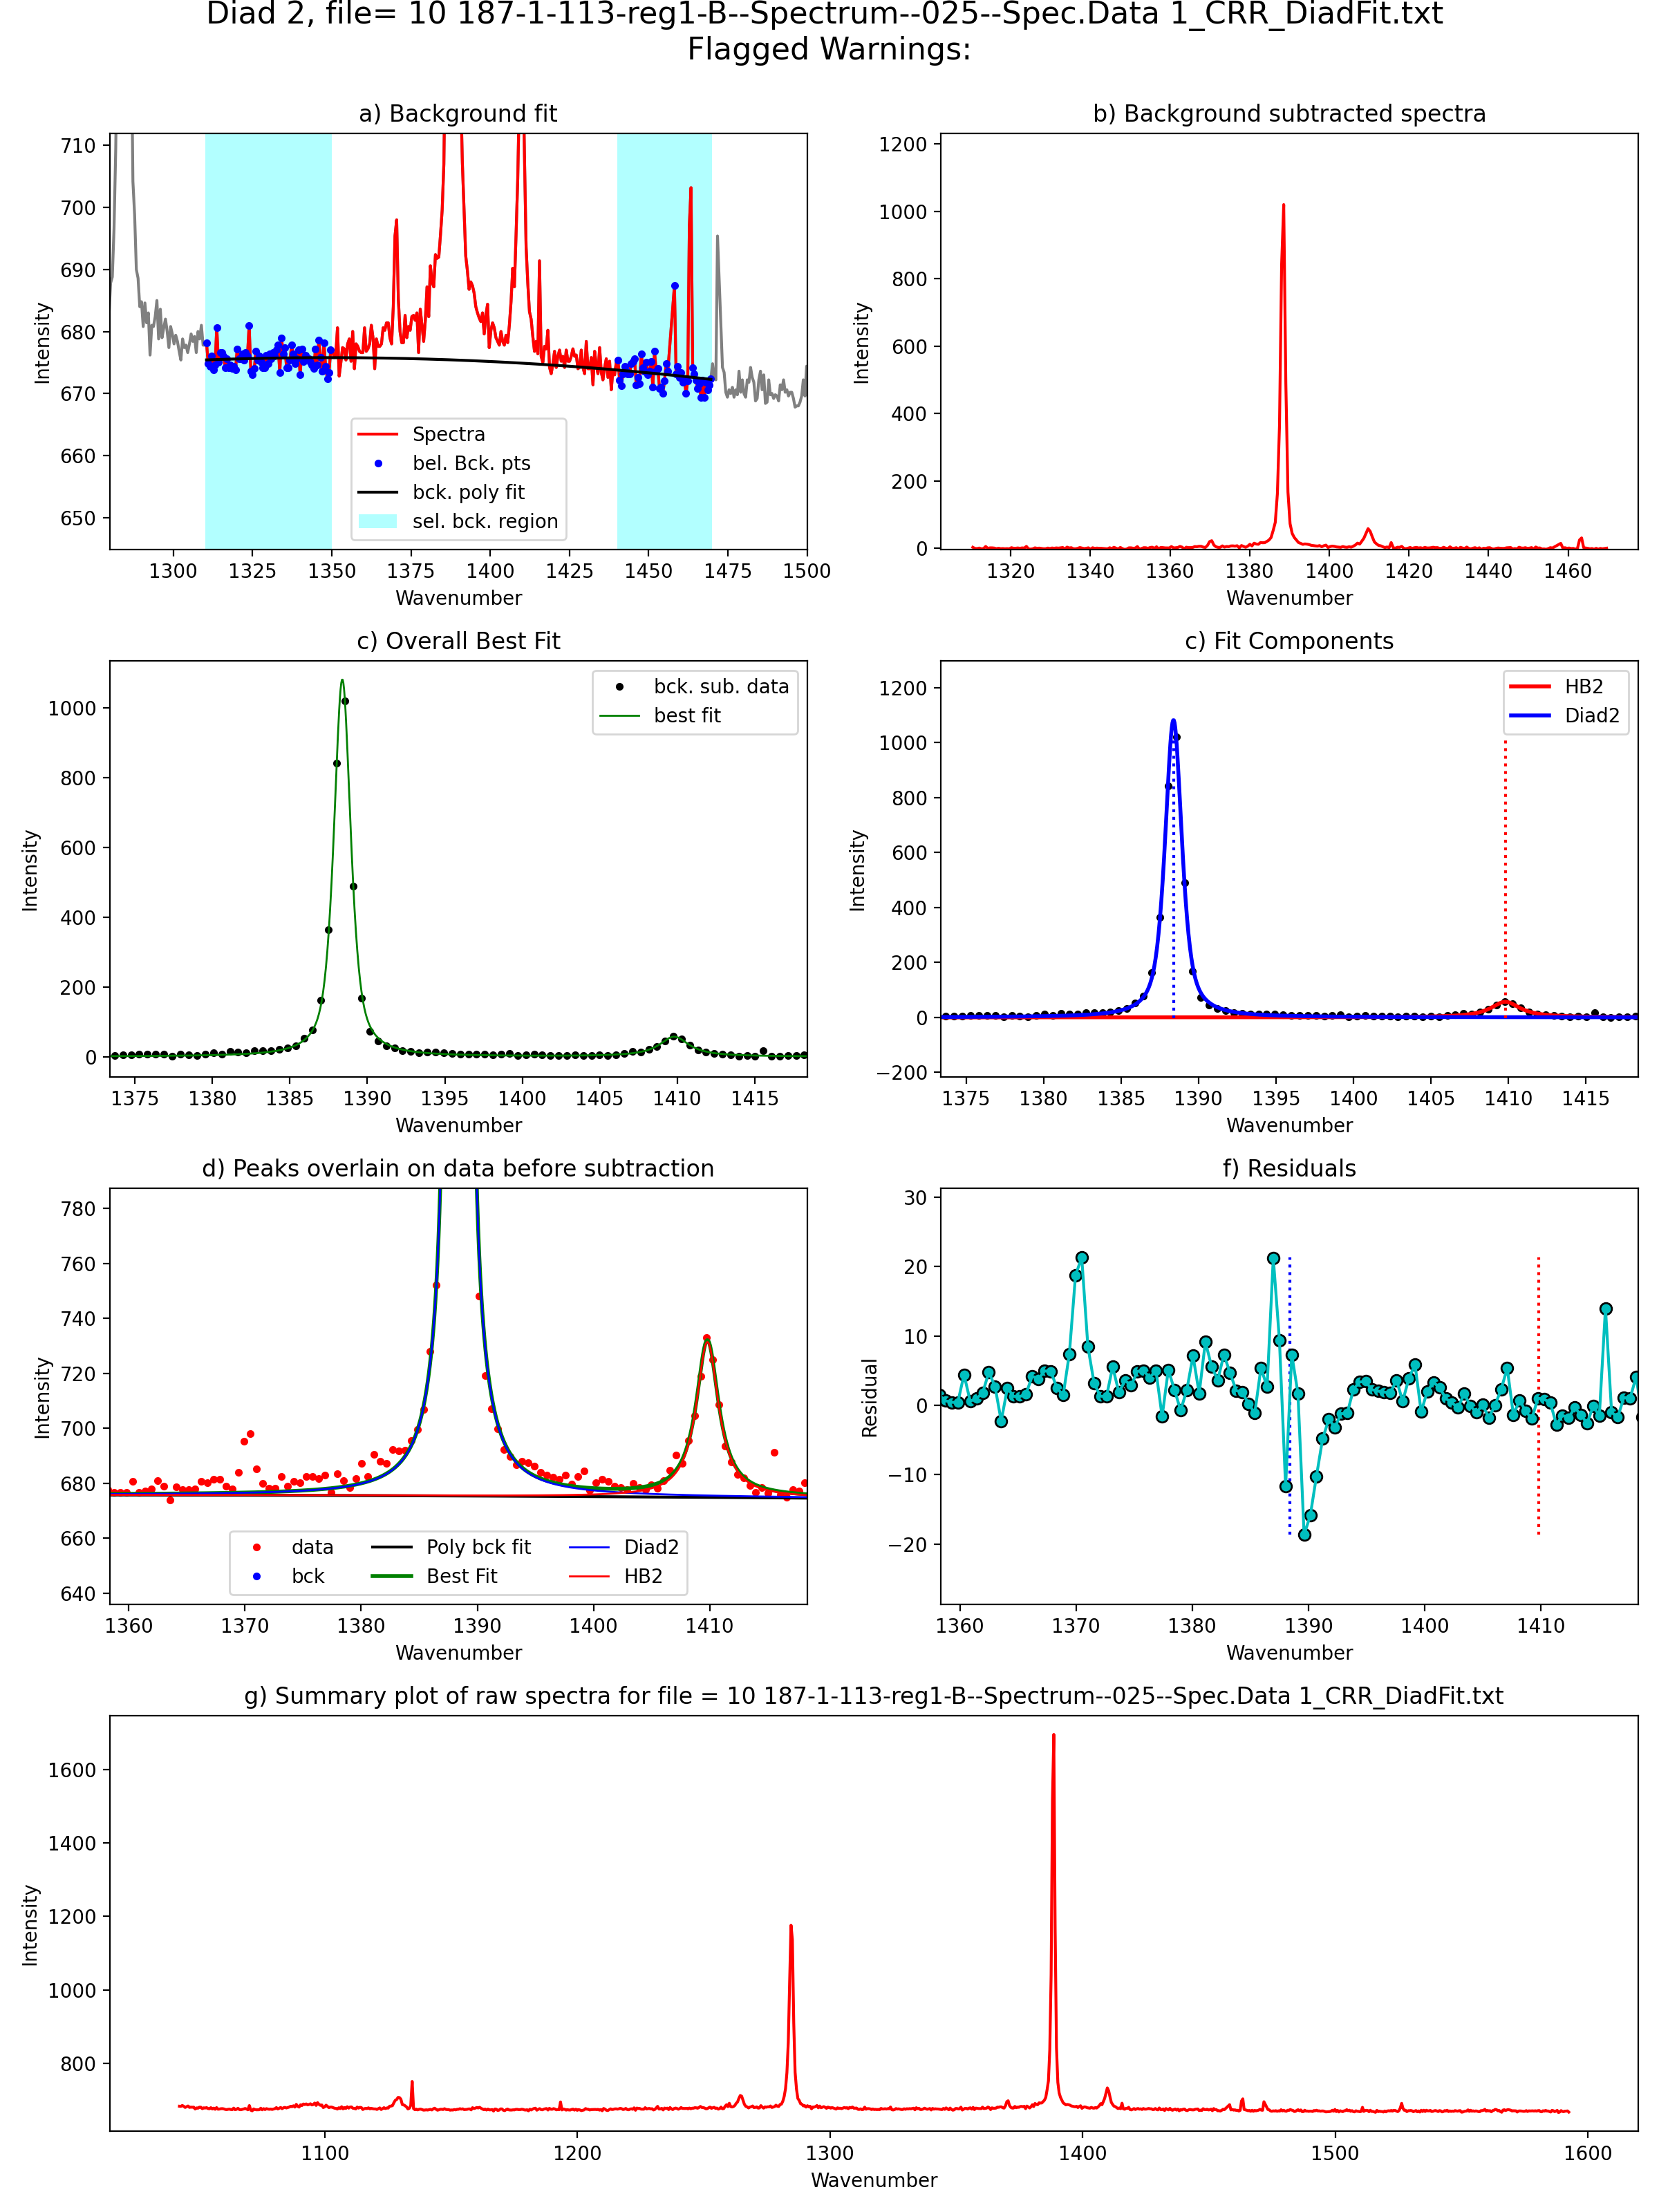 Diad 2, file= 10 187-1-113-reg1-B--Spectrum--025--Spec.Data 1_CRR_DiadFit.txt
Flagged Warnings:
a) Background fit
710
700
690
680
670
660
650
Intensity
Spectra
bel. Bck. pts
bck. poly fit
sel. bck. region
1300 1325 1350 1375 1400 1425 1450 1475 1500
Wavenumber
b) Background subtracted spectra
1200
1000
800
600
400
200
0
Intensity
1320 1340 1360 1380 1400 1420 1440 1460
Wavenumber
c) Overall Best Fit
1000
800
600
400
200
0
Intensity
bck. sub. data
best fit
1375 1380 1385 1390 1395 1400 1405 1410 1415
Wavenumber
c) Fit Components
1200
1000
800
600
400
200
0
−200
Intensity
HB2
Diad2
1375 1380 1385 1390 1395 1400 1405 1410 1415
Wavenumber
d) Peaks overlain on data before subtraction
780
760
740
720
700
680
660
640
Intensity
data
bck
Poly bck fit
Best Fit
Diad2
HB2
1360 1370 1380 1390 1400 1410
Wavenumber
f) Residuals
30
20
10
0
−10
−20
Residual
1360 1370 1380 1390 1400 1410
Wavenumber
g) Summary plot of raw spectra for file = 10 187-1-113-reg1-B--Spectrum--025--Spec.Data 1_CRR_DiadFit.txt
1600
1400
1200
1000
800
Intensity
1100 1200 1300 1400 1500 1600
Wavenumber